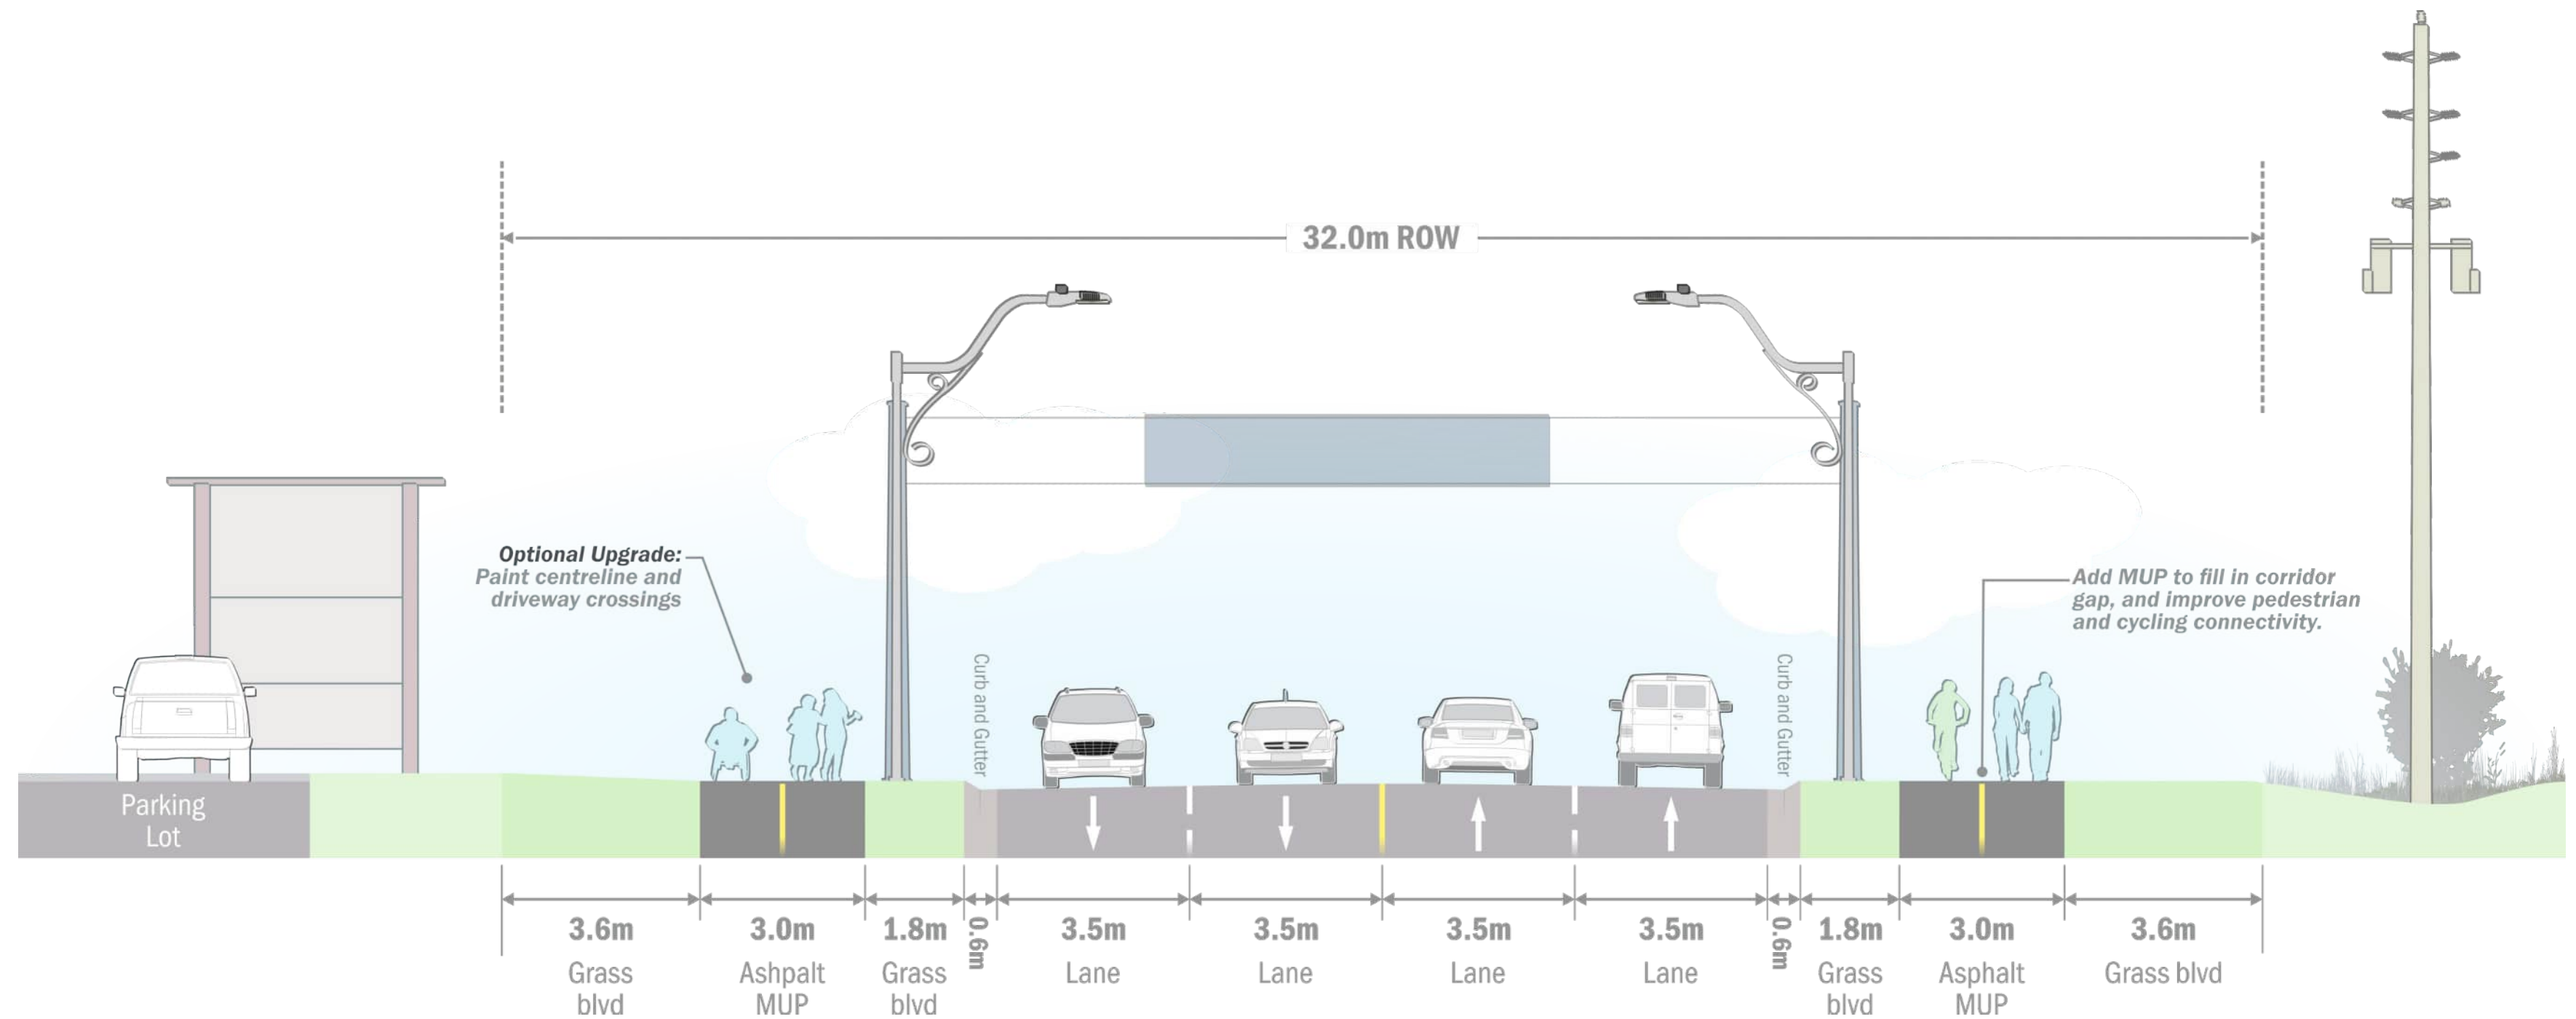 32.0m ROW
Optional Upgrade:
Paint centreline and
driveway crossings
Add MUP to fill in corridor
gap, and improve pedestrian
and cycling connectivity.
Curb and Gutter
Curb and Gutter
Parking
Lot
3.6m
Grass
blvd
3.0m
Ashpalt
MUP
1.8m
Grass
blvd
0.6m
3.5m
Lane
3.5m
Lane
3.5m
Lane
3.5m
Lane
0.6m
1.8m
Grass
blvd
3.0m
Asphalt
MUP
3.6m
Grass blvd